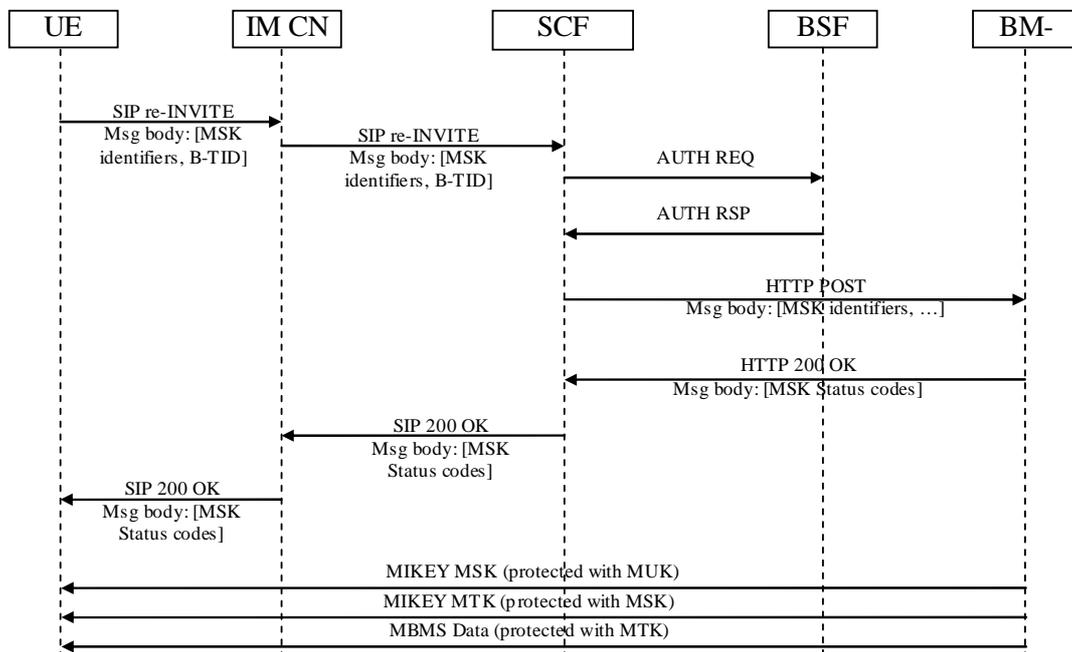 UE
IM CN
SCF
BSF
BM-
SIP re-INVITE
Msg body: [MSK
identifiers, B-TID]
SIP re-INVITE
Msg body: [MSK
identifiers, B-TID]
AUTH REQ
AUTH RSP
HTTP POST
Msg body: [MSK identifiers, …]
HTTP 200 OK
Msg body: [MSK Status codes]
SIP 200 OK
Msg body: [MSK
Status codes]
SIP 200 OK
Msg body: [MSK
Status codes]
MIKEY MSK (protected with MUK)
MIKEY MTK (protected with MSK)
MBMS Data (protected with MTK)